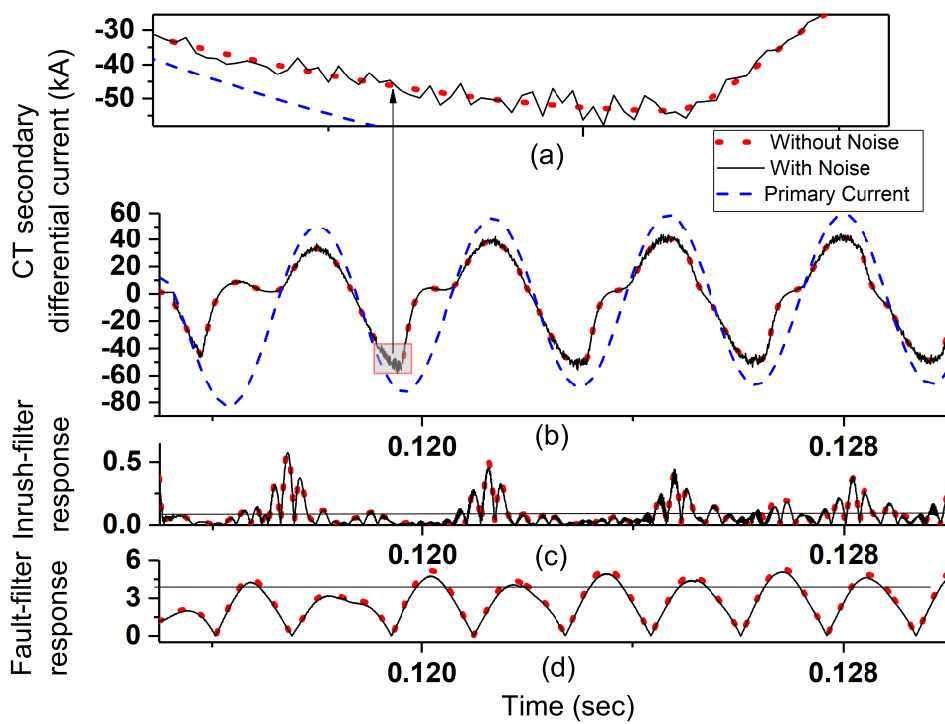 -25
-40
-50
CT secondary
differential current (kA)
(a)
Without Noise
With Noise
Primary Current
60
40
20
0
-20
-40
-60
-80
0.120
(b)
0.128
Inrush-filter
response
0.5
0.0
0.120
(c)
0.128
Fault-filter
response
6
3
0
0.120
(d)
0.128
Time (sec)